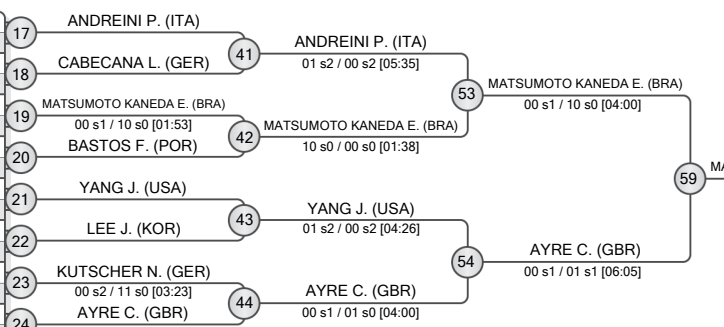 17
ANDREINI P. (ITA)
18
CABECANA L. (GER)
41
ANDREINI P. (ITA)
01 s2 / 00 s2 [05:35]
19
MATSUMOTO KANEDA E. (BRA)
00 s1 / 10 s0 [01:53]
20
BASTOS F. (POR)
42
MATSUMOTO KANEDA E. (BRA)
10 s0 / 00 s0 [01:38]
53
MATSUMOTO KANEDA E. (BRA)
00 s1 / 10 s0 [04:00]
21
YANG J. (USA)
22
LEE J. (KOR)
43
YANG J. (USA)
01 s2 / 00 s2 [04:26]
23
KUTSCHER N. (GER)
00 s2 / 11 s0 [03:23]
24
AYRE C. (GBR)
44
AYRE C. (GBR)
00 s1 / 01 s0 [04:00]
54
AYRE C. (GBR)
00 s1 / 01 s1 [06:05]
59